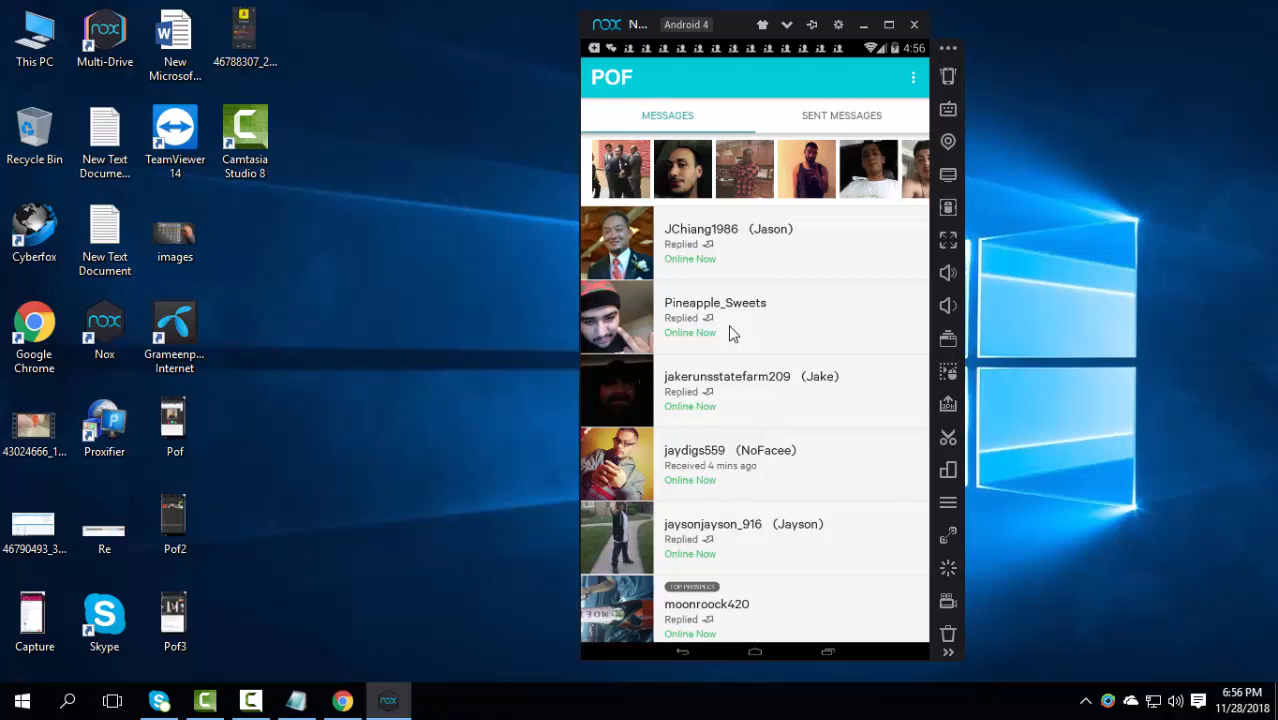 This PC
Multi-Drive
New
Microsof...
46788307_2...
Recycle Bin
New Text
Docume...
TeamViewer
14
Camtasia
Studio 8
Cyberfox
New Text
Document
images
Google
Chrome
Nox
Grameenp...
Internet
Proxifier
Pof
Re
Pof2
Capture
Skype
Pof3
nox
N...
Android 4
4:56
POF
MESSAGES
SENT MESSAGES
JChiang1986 (Jason)
Replied
Online Now
Pineapple_Sweets
Replied
Online Now
jakerunsstatefarm209 (Jake)
Replied
Online Now
jaydigs559 (NoFacee)
Received 4 mins ago
Online Now
jaysonjayson_916 (Jayson)
Replied
Online Now
TOP PROSPECT
moonroock420
Replied
Online Now
6:56 PM
11/28/2018